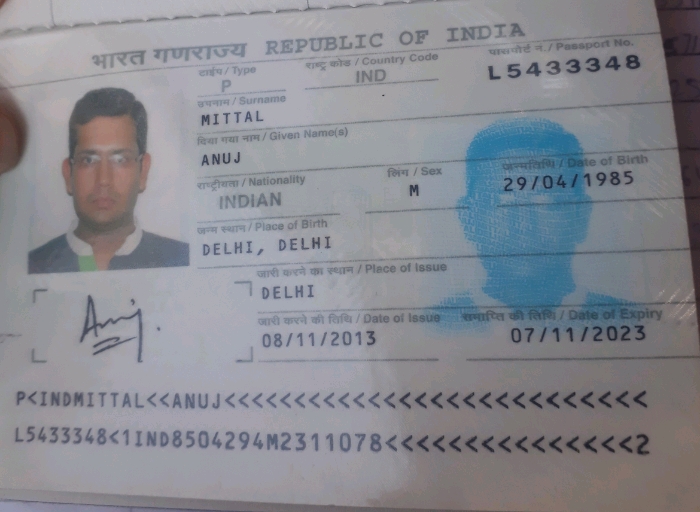 भारत गणराज्य REPUBLIC OF INDIA
टाईप / Type
राष्ट्र कोड / Country Code
पासपोर्ट नं. / Passport No.
P
IND
L5433348
उपनाम / Surname
MITTAL
दिया गया नाम / Given Name(s)
ANUJ
राष्ट्रीयता / Nationality
लिंग / Sex
जन्मतिथि / Date of Birth
INDIAN
M
29/04/1985
जन्म स्थान / Place of Birth
DELHI, DELHI
जारी करने का स्थान / Place of Issue
DELHI
जारी करने की तिथि / Date of Issue
समाप्ति की तिथि / Date of Expiry
08/11/2013
07/11/2023
Anuj.
P<INDMITTAL<<ANUJ<<<<<<<<<<<<<<<<<<<<<<<<<<<
L5433348<1IND8504294M2311078<<<<<<<<<<<<<<<2